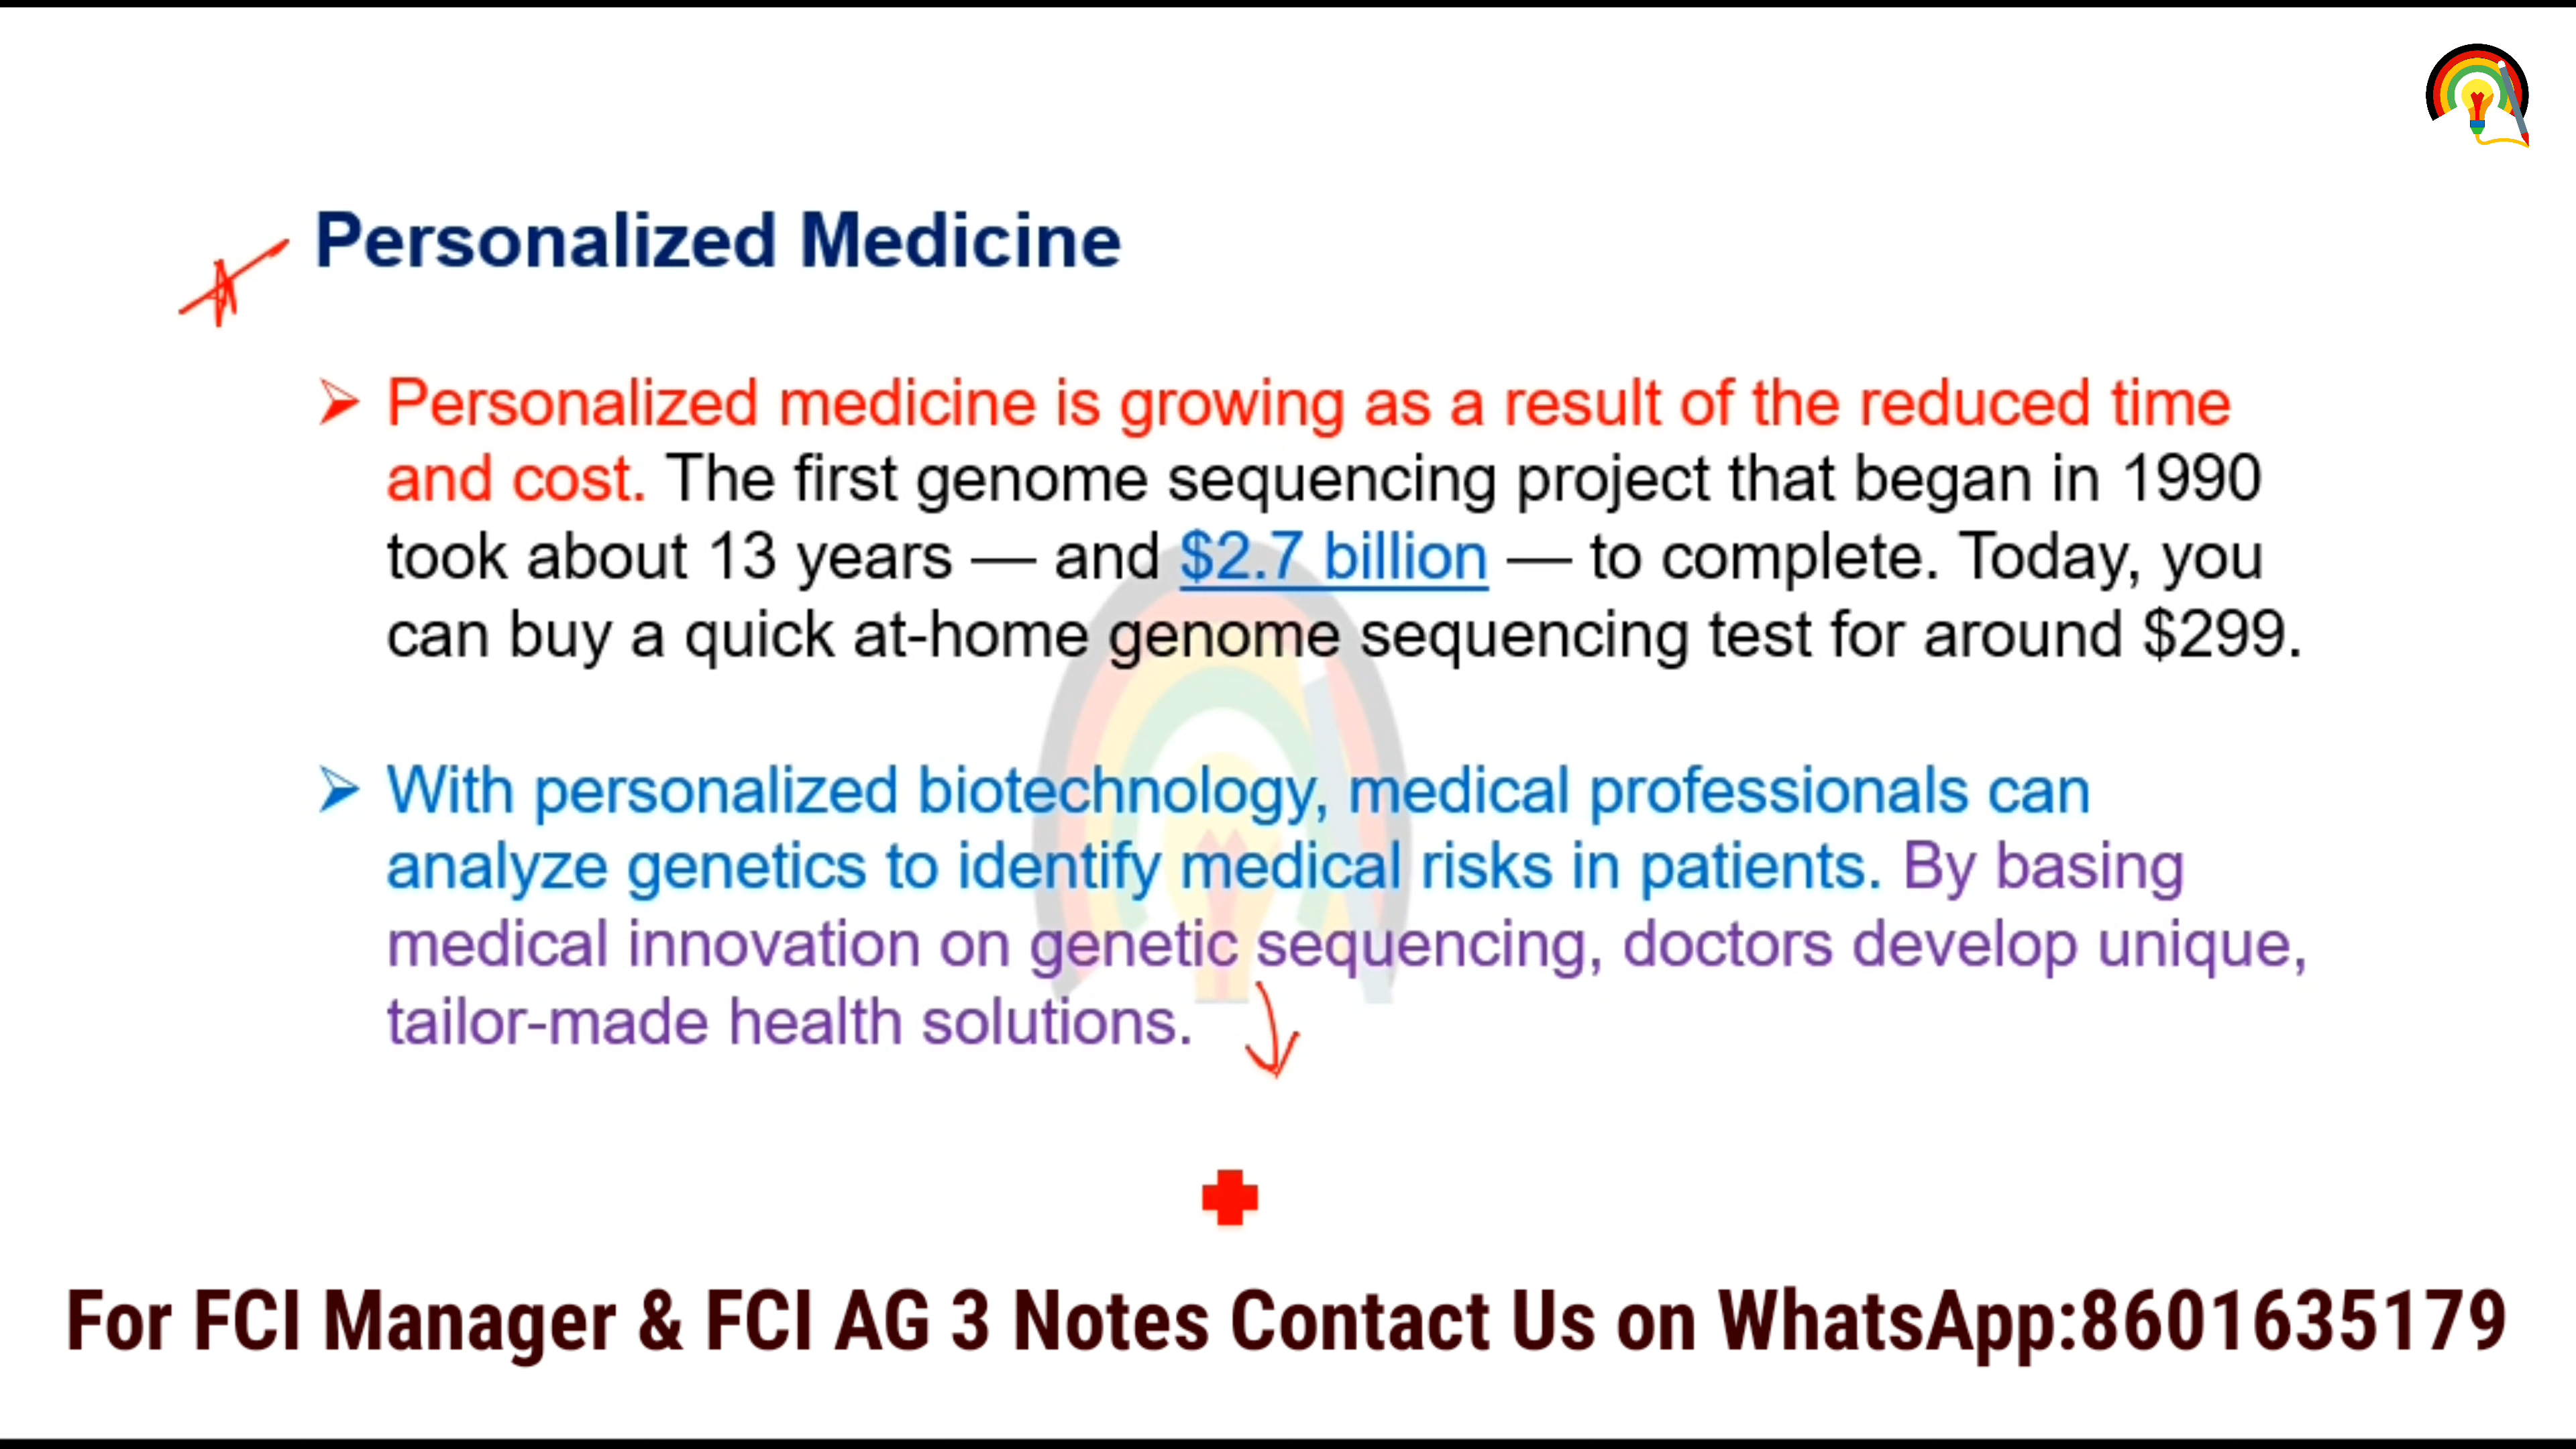 Personalized Medicine
➢ Personalized medicine is growing as a result of the reduced time
and cost. The first genome sequencing project that began in 1990
took about 13 years — and $2.7 billion — to complete. Today, you
can buy a quick at-home genome sequencing test for around $299.
➢ With personalized biotechnology, medical professionals can
analyze genetics to identify medical risks in patients. By basing
medical innovation on genetic sequencing, doctors develop unique,
tailor-made health solutions.
For FCI Manager & FCI AG 3 Notes Contact Us on WhatsApp:8601635179